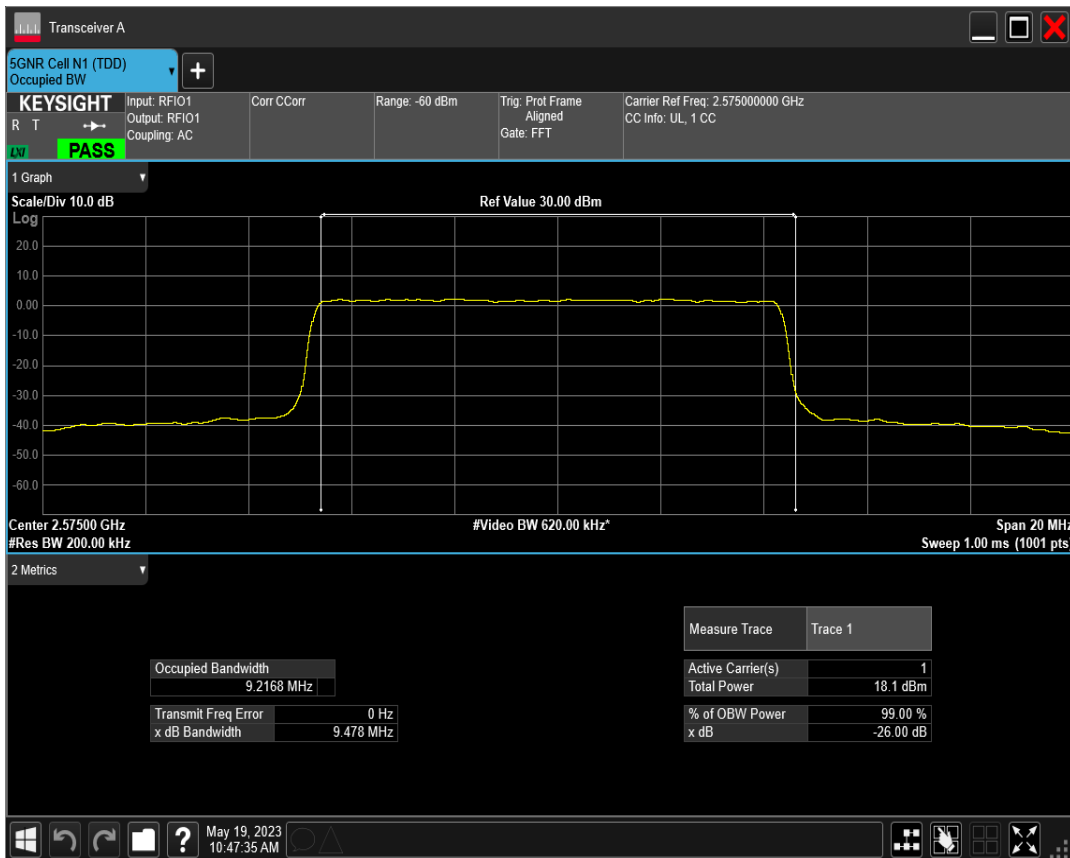 Transceiver A
5GNR Cell N1 (TDD)
Occupied BW
+
KEYSIGHT
R T
LXI
PASS
Input: RFIO1
Output: RFIO1
Coupling: AC
Corr CCorr
Range: -60 dBm
Trig: Prot Frame
Aligned
Gate: FFT
Carrier Ref Freq: 2.575000000 GHz
CC Info: UL, 1 CC
1 Graph
Scale/Div 10.0 dB
Ref Value 30.00 dBm
Log
20.0
10.0
0.00
-10.0
-20.0
-30.0
-40.0
-50.0
-60.0
Center 2.57500 GHz
#Video BW 620.00 kHz*
Span 20 MHz
#Res BW 200.00 kHz
Sweep 1.00 ms (1001 pts)
2 Metrics
Measure Trace Trace 1
Occupied Bandwidth
9.2168 MHz
Active Carrier(s) 1
Total Power 18.1 dBm
Transmit Freq Error 0 Hz
x dB Bandwidth 9.478 MHz
% of OBW Power 99.00 %
x dB -26.00 dB
?
May 19, 2023
10:47:35 AM